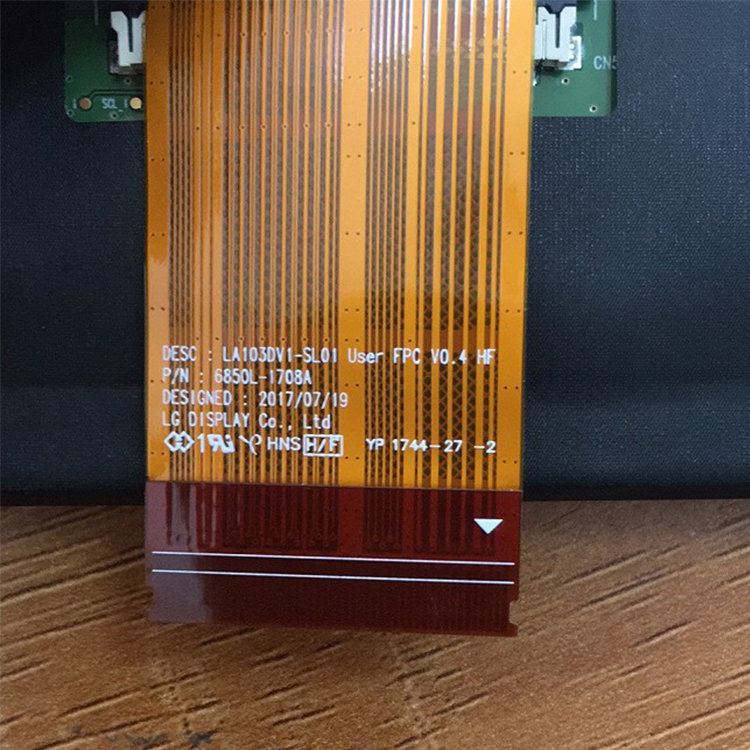 CN5
SCL_I
DESC : LA103DV1-SL01 User FPC V0.4 HF
P/N : 6850L-1708A
DESIGNED : 2017/07/19
LG DISPLAY Co., Ltd
HNS H/F YP 1744-27 -2